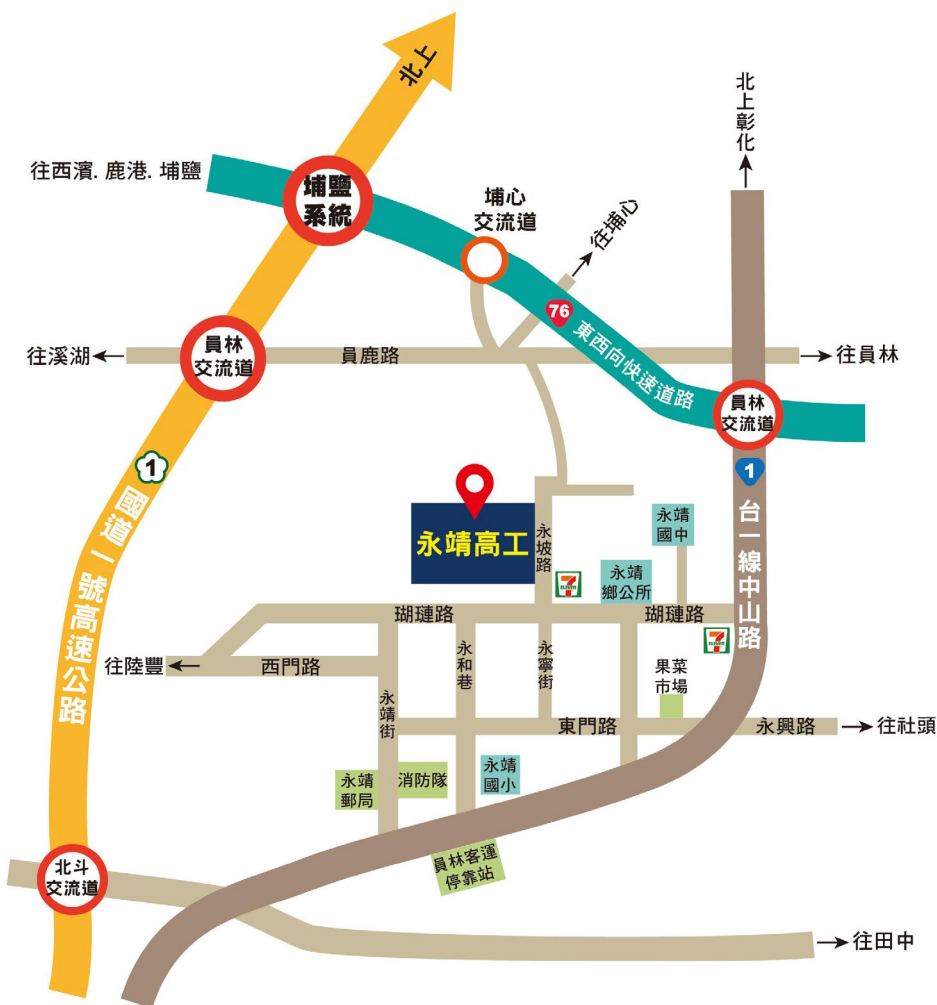 北上
北上彰化
往西濱. 鹿港. 埔鹽
埔鹽
系統
埔心
交流道
往埔心
76
東西向快速道路
往溪湖
員林
交流道
員鹿路
往員林
員林
交流道
1
國道一號高速公路
1
台一線中山路
永靖高工
永坡路
永靖
國中
7
ELEVEn
永靖
鄉公所
瑚璉路
瑚璉路
7
ELEVEn
往陸豐
西門路
永和巷
永寧街
果菜
市場
永靖街
東門路
永興路
往社頭
永靖
郵局
消防隊
永靖
國小
員林客運
停靠站
北斗
交流道
往田中